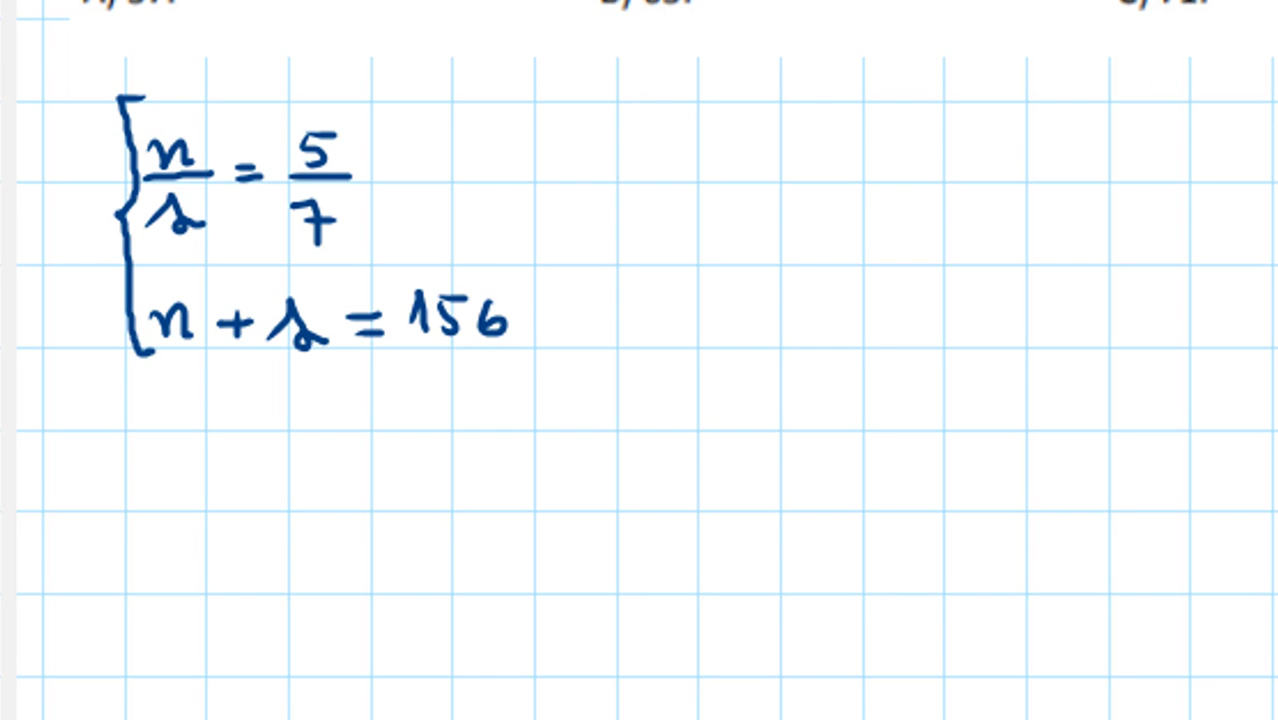 n/s = 5/7
n + s = 156